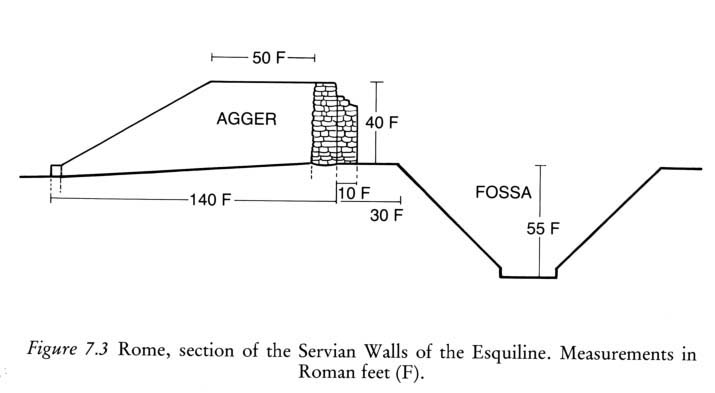 50 F
AGGER
40 F
140 F
10 F
30 F
FOSSA
55 F
Figure 7.3 Rome, section of the Servian Walls of the Esquiline. Measurements in
Roman feet (F).